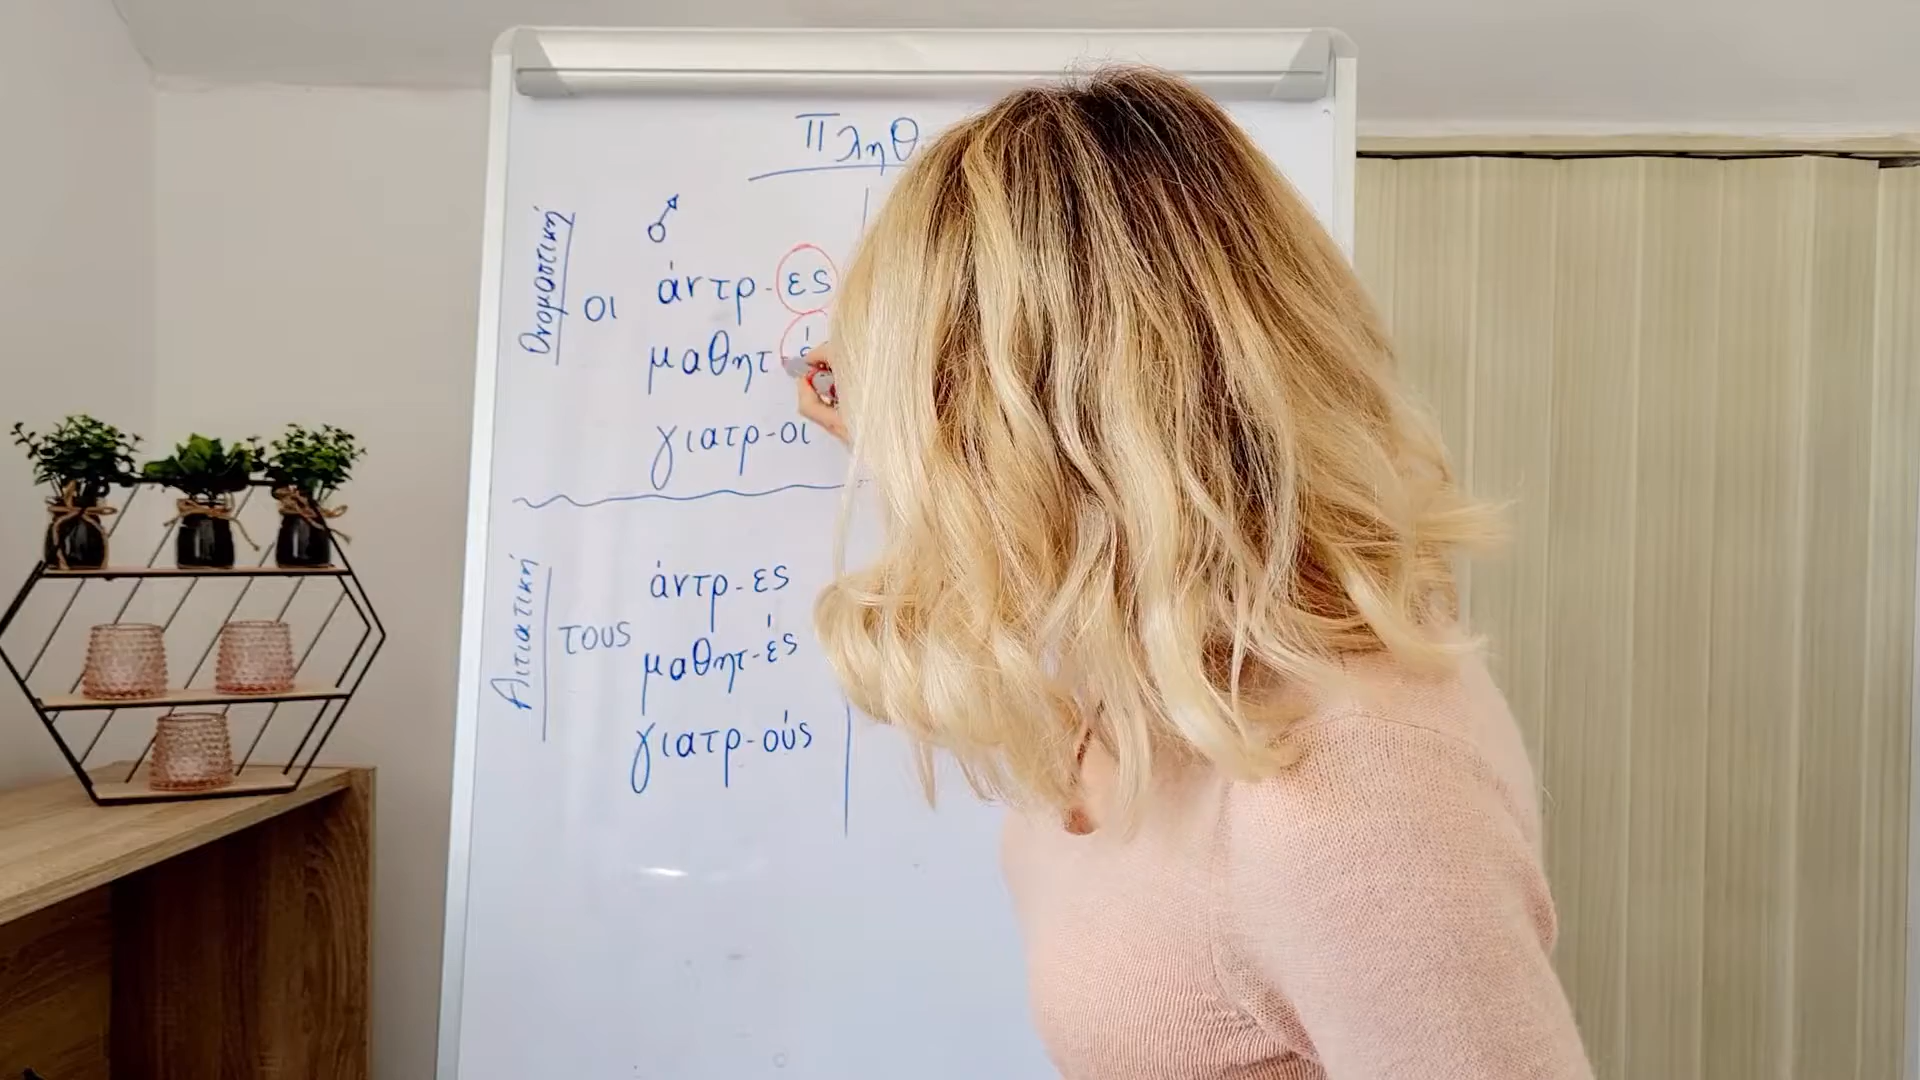 Πληθ
Ονομαστική
οι
άντρ-ες
μαθητ
γιατρ-οι
Αιτιατική
τους
άντρ-ες
μαθητ-ές
γιατρ-ούς